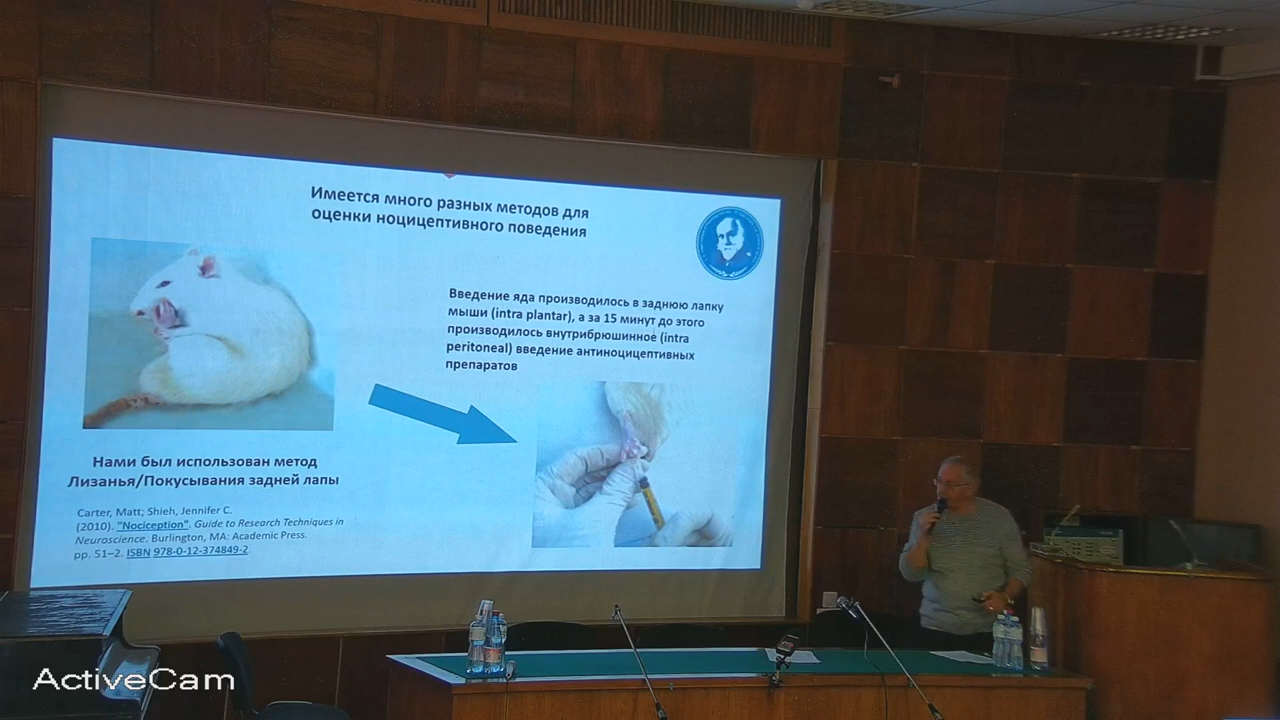 Имеется много разных методов для
оценки ноцицептивного поведения
Введение яда производилось в заднюю лапку
мыши (intra plantar), а за 15 минут до этого
производилось внутрибрюшинное (intra
peritoneal) введение антиноцицептивных
препаратов
Нами был использован метод
Лизанья/Покусывания задней лапы
Carter, Matt; Shieh, Jennifer C.
(2010). "Nociception". Guide to Research Techniques in
Neuroscience. Burlington, MA: Academic Press.
pp. 51–2. ISBN 978-0-12-374849-2
ActiveCam